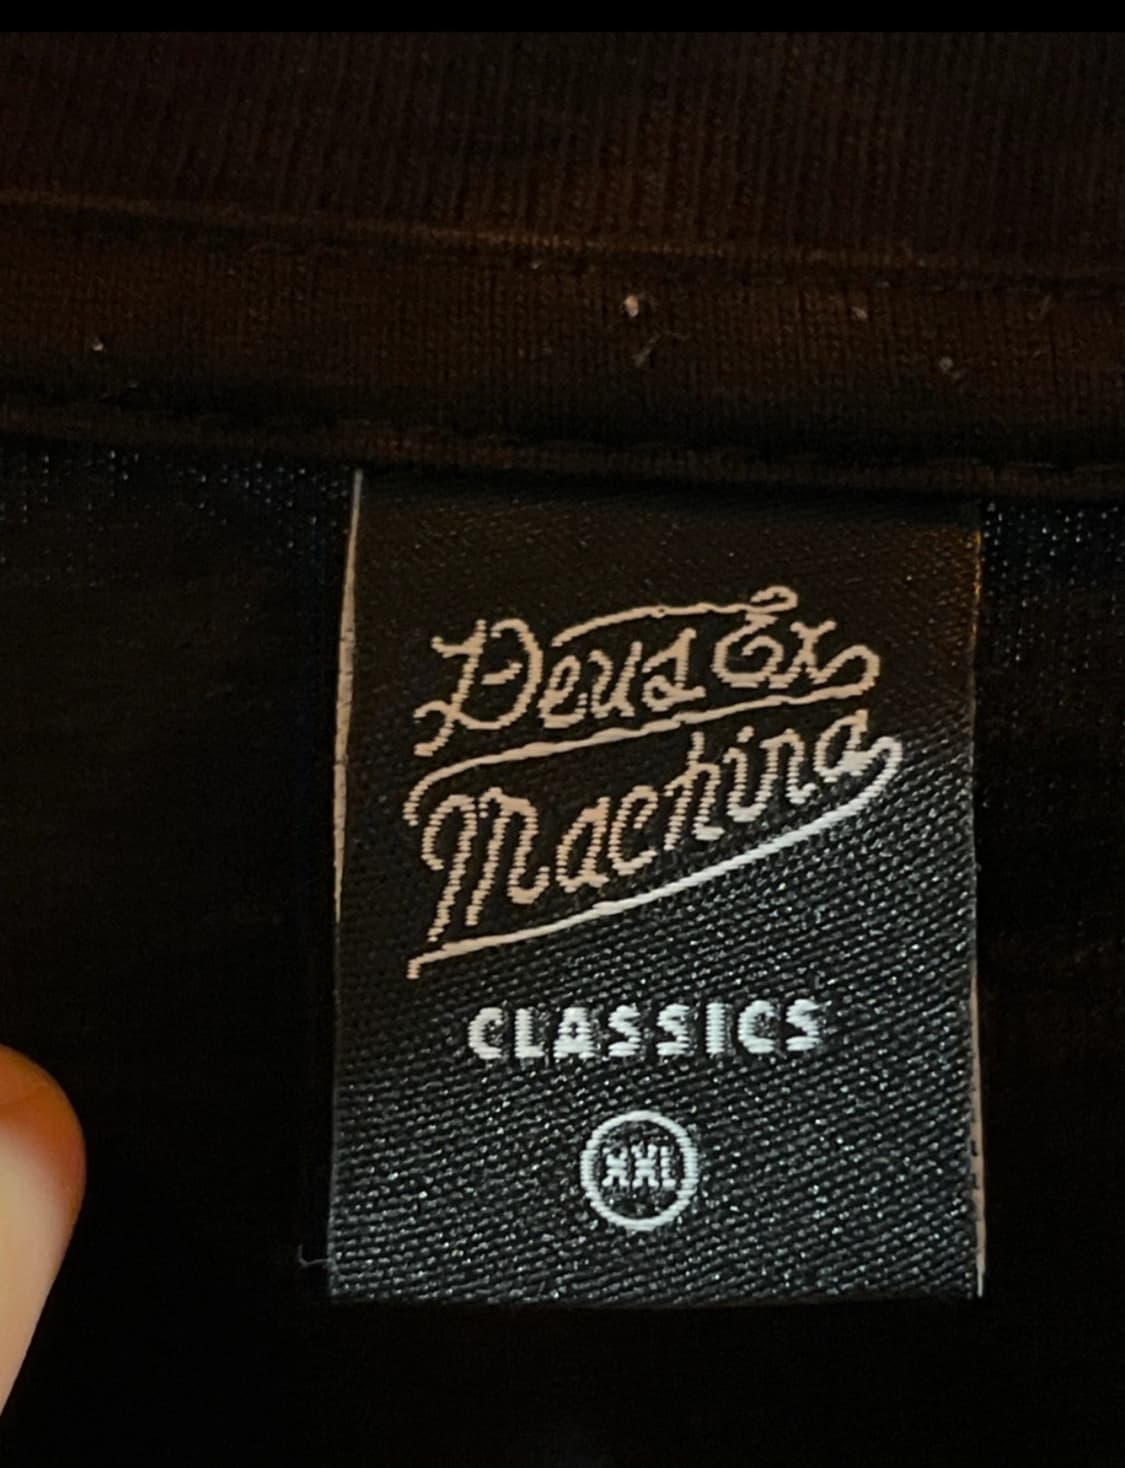 Deus Ex
Machina
CLASSICS
XXL